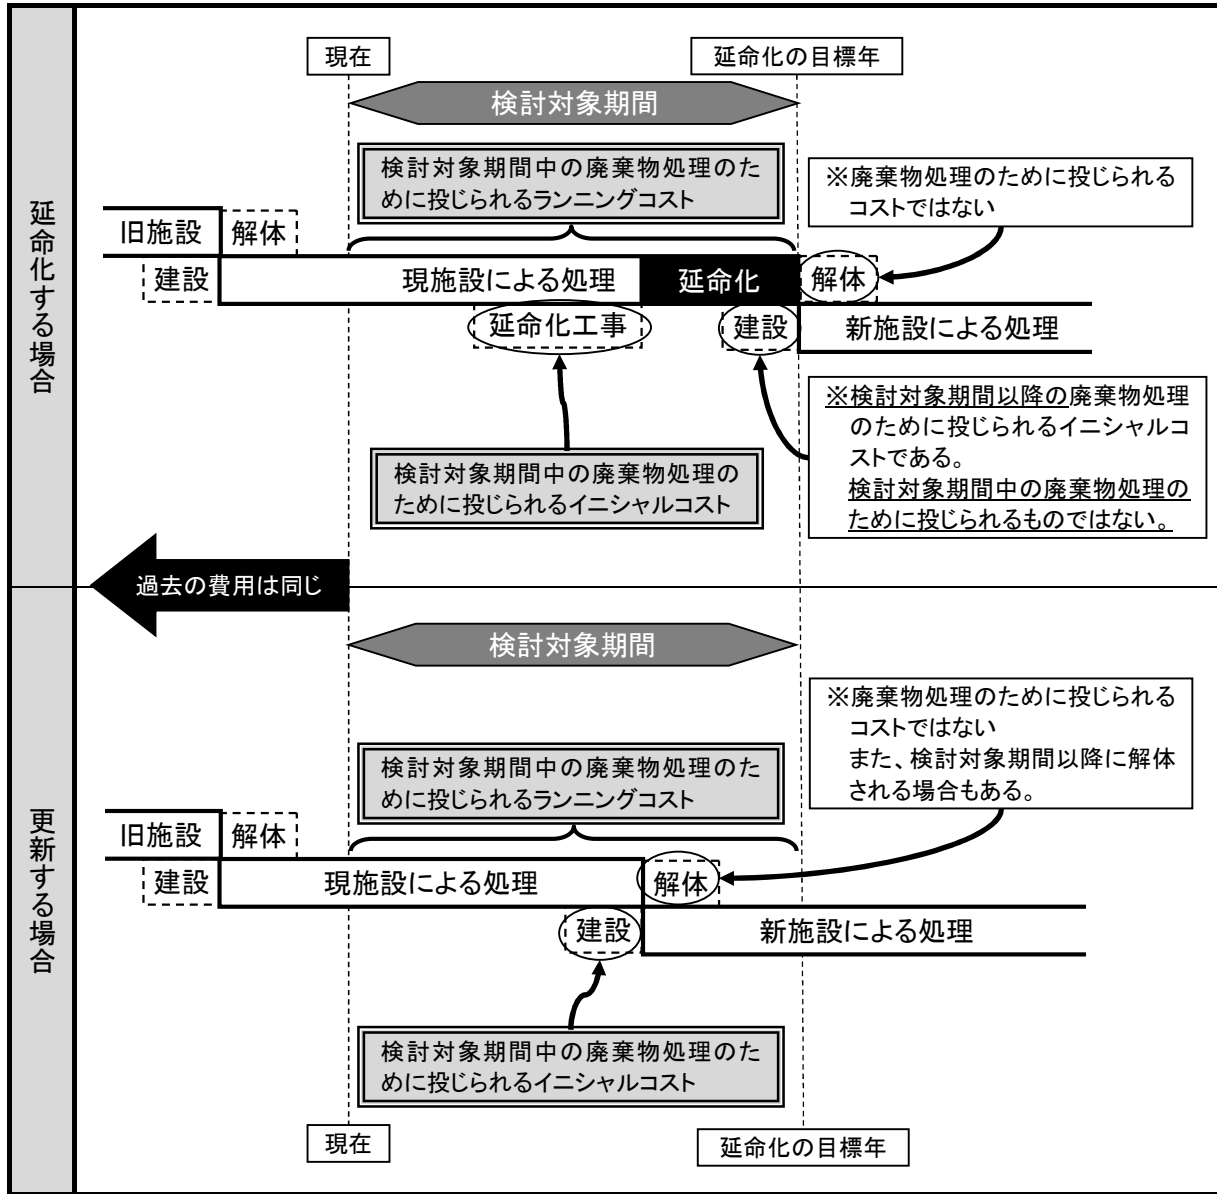 延命化する場合
現在
延命化の目標年
検討対象期間
検討対象期間中の廃棄物処理のた
めに投じられるランニングコスト
※廃棄物処理のために投じられる
コストではない
旧施設
解体
建設
現施設による処理
延命化
解体
延命化工事
建設
新施設による処理
※検討対象期間以降の廃棄物処理
のために投じられるイニシャルコ
ストである。
検討対象期間中の廃棄物処理の
ために投じられるものではない。
検討対象期間中の廃棄物処理の
ために投じられるイニシャルコスト
過去の費用は同じ
更新する場合
検討対象期間
※廃棄物処理のために投じられる
コストではない
また、検討対象期間以降に解体
される場合もある。
検討対象期間中の廃棄物処理のた
めに投じられるランニングコスト
旧施設
解体
建設
現施設による処理
解体
建設
新施設による処理
検討対象期間中の廃棄物処理のた
めに投じられるイニシャルコスト
現在
延命化の目標年